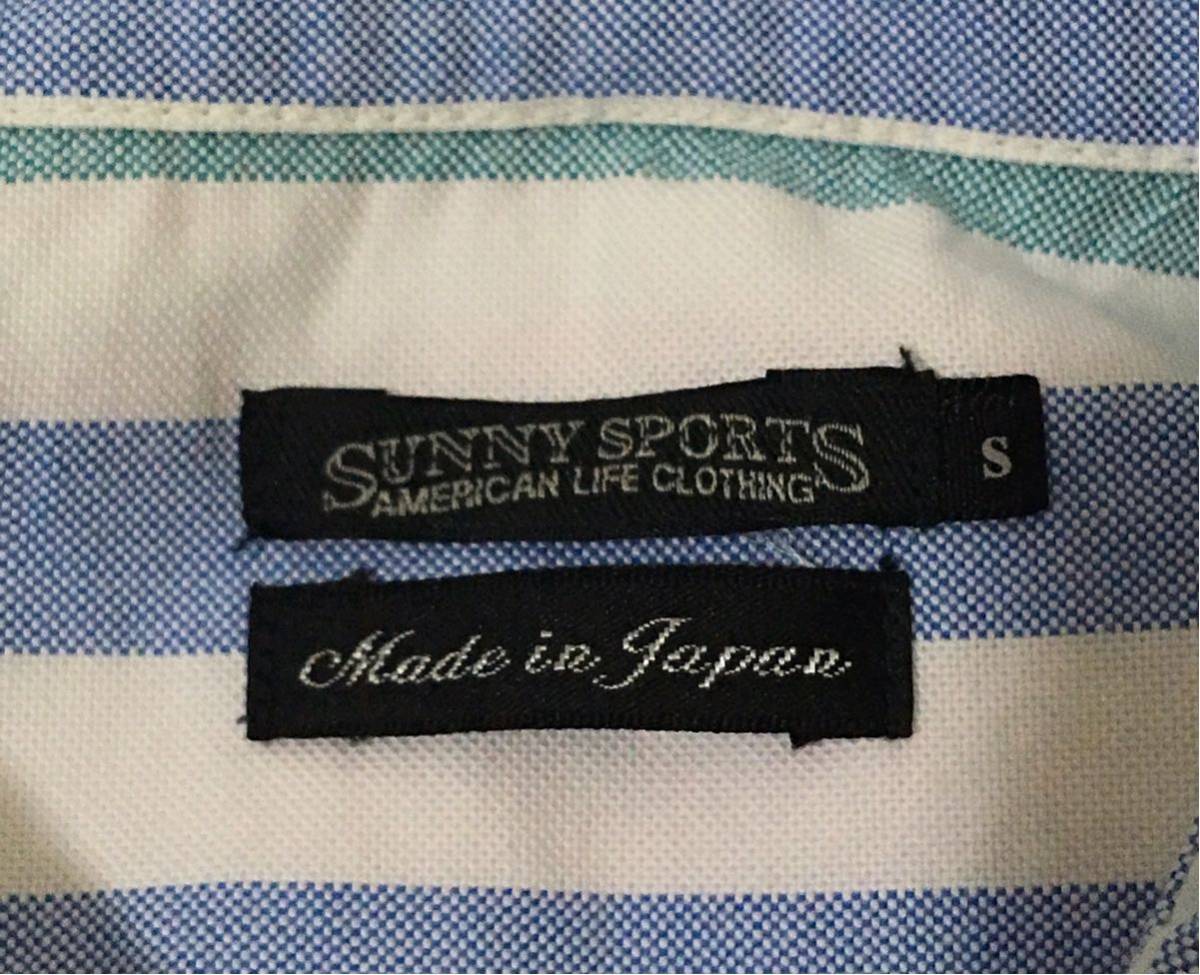 SUNNY SPORTS
AMERICAN LIFE CLOTHING
S
Made in Japan